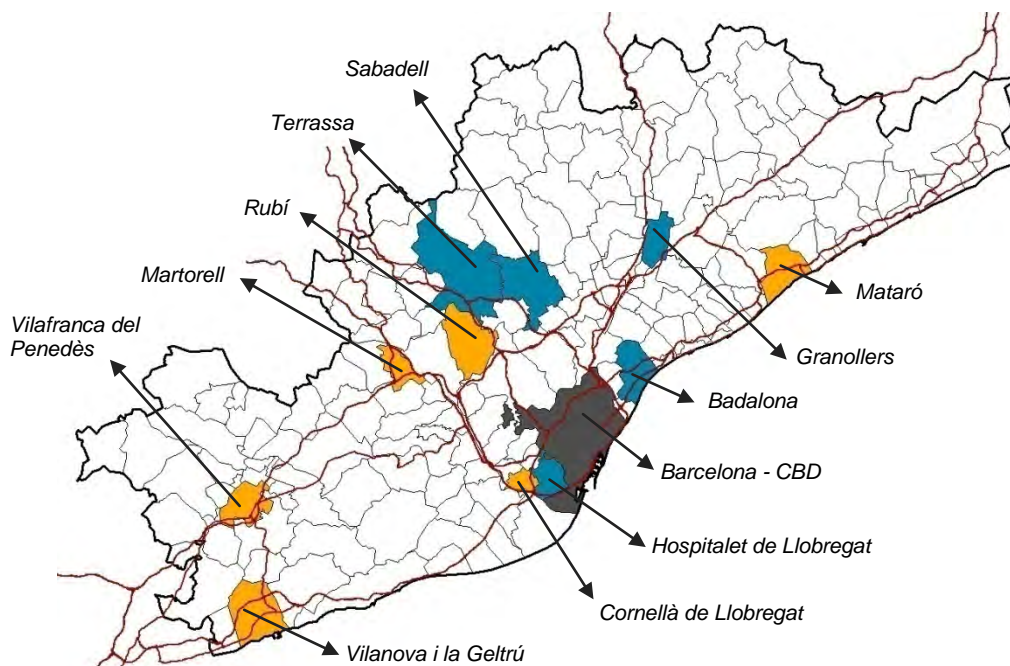 Sabadell
Terrassa
Rubí
Martorell
Vilafranca del
Penedès
Mataró
Granollers
Badalona
Barcelona - CBD
Hospitalet de Llobregat
Cornellà de Llobregat
Vilanova i la Geltrú